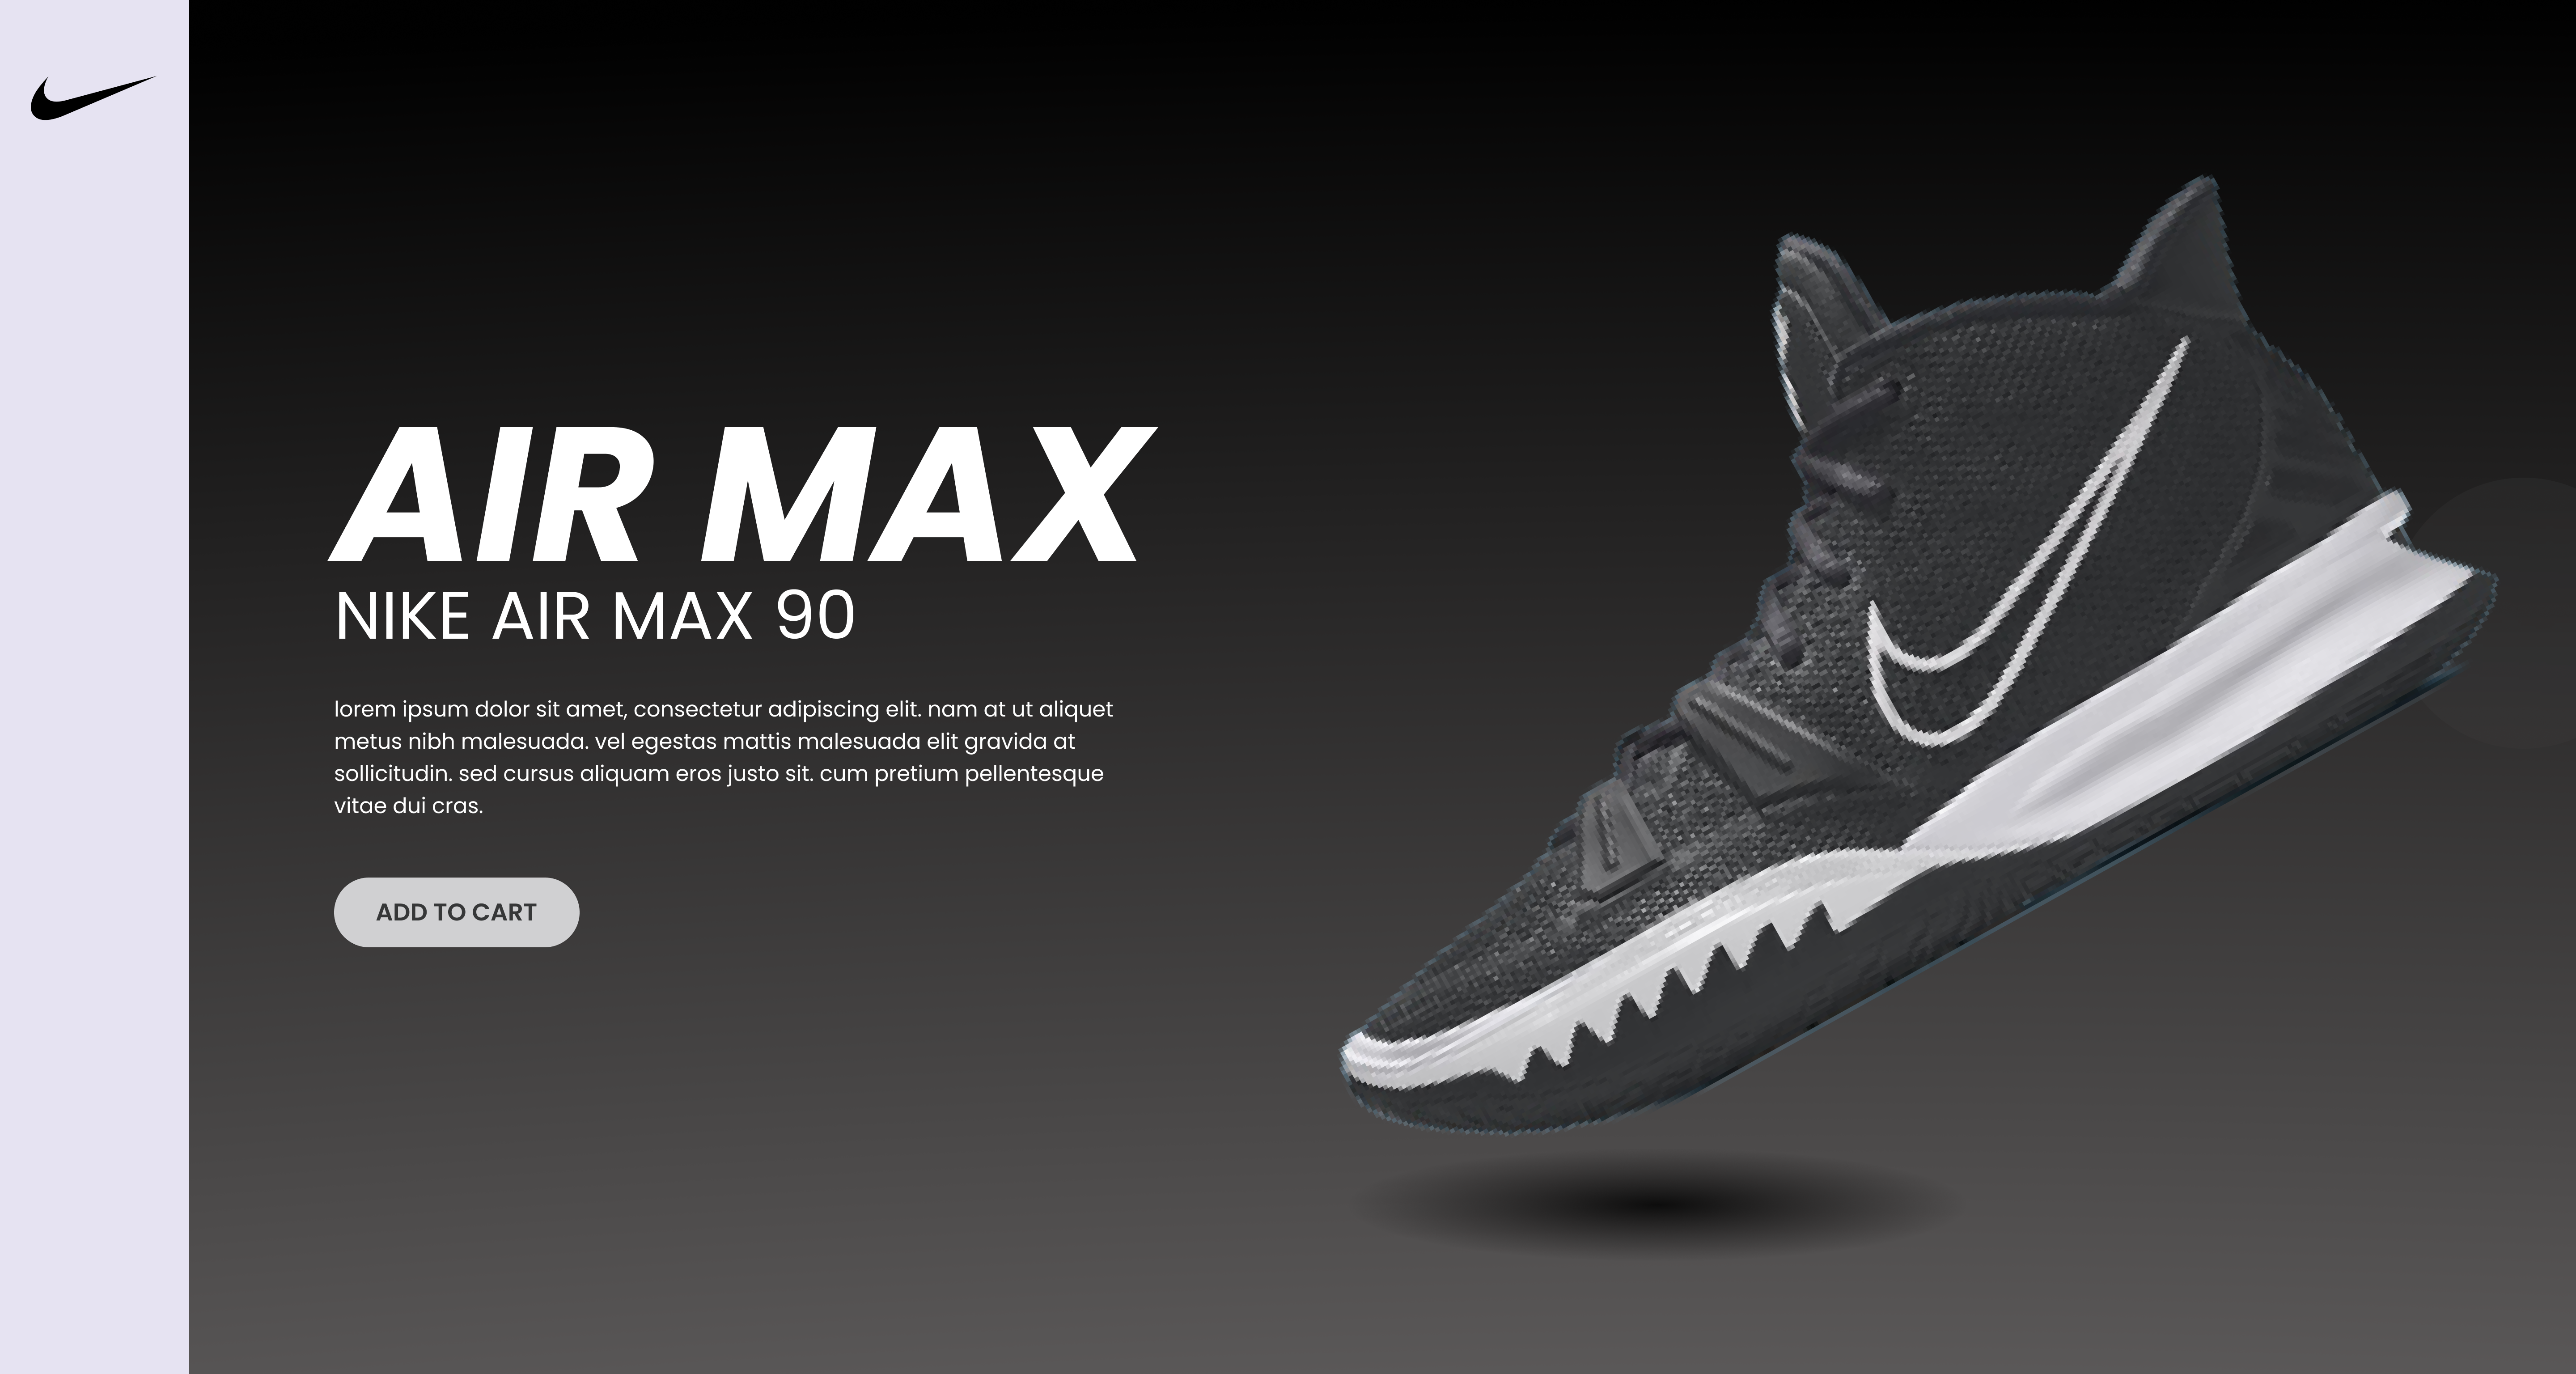 AIR MAX
NIKE AIR MAX 90
lorem ipsum dolor sit amet, consectetur adipiscing elit. nam at ut aliquet
metus nibh malesuada. vel egestas mattis malesuada elit gravida at
sollicitudin. sed cursus aliquam eros justo sit. cum pretium pellentesque
vitae dui cras.
ADD TO CART